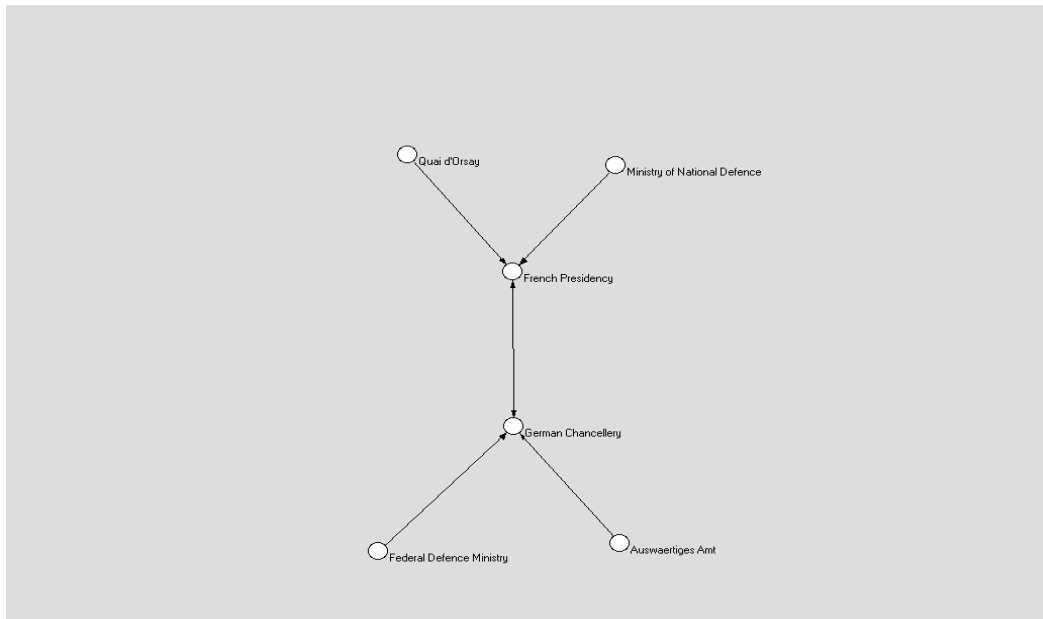 Quai d'Orsay
Ministry of National Defence
French Presidency
German Chancellery
Federal Defence Ministry
Auswaertiges Amt